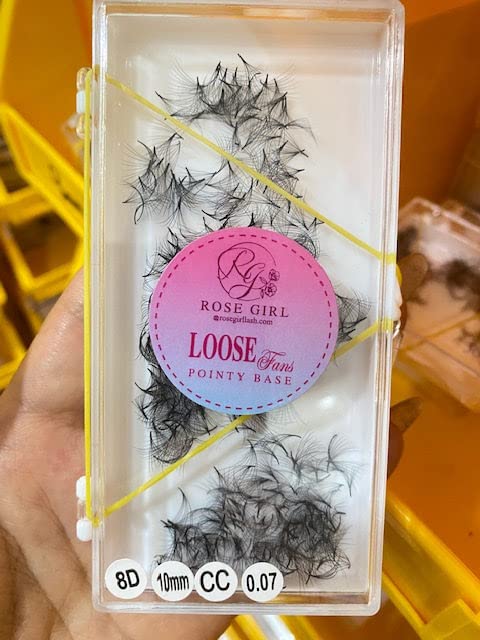 RG
ROSE GIRL
@rosegirllash.com
LOOSE Fans
POINTY BASE
8D 10mm CC 0.07